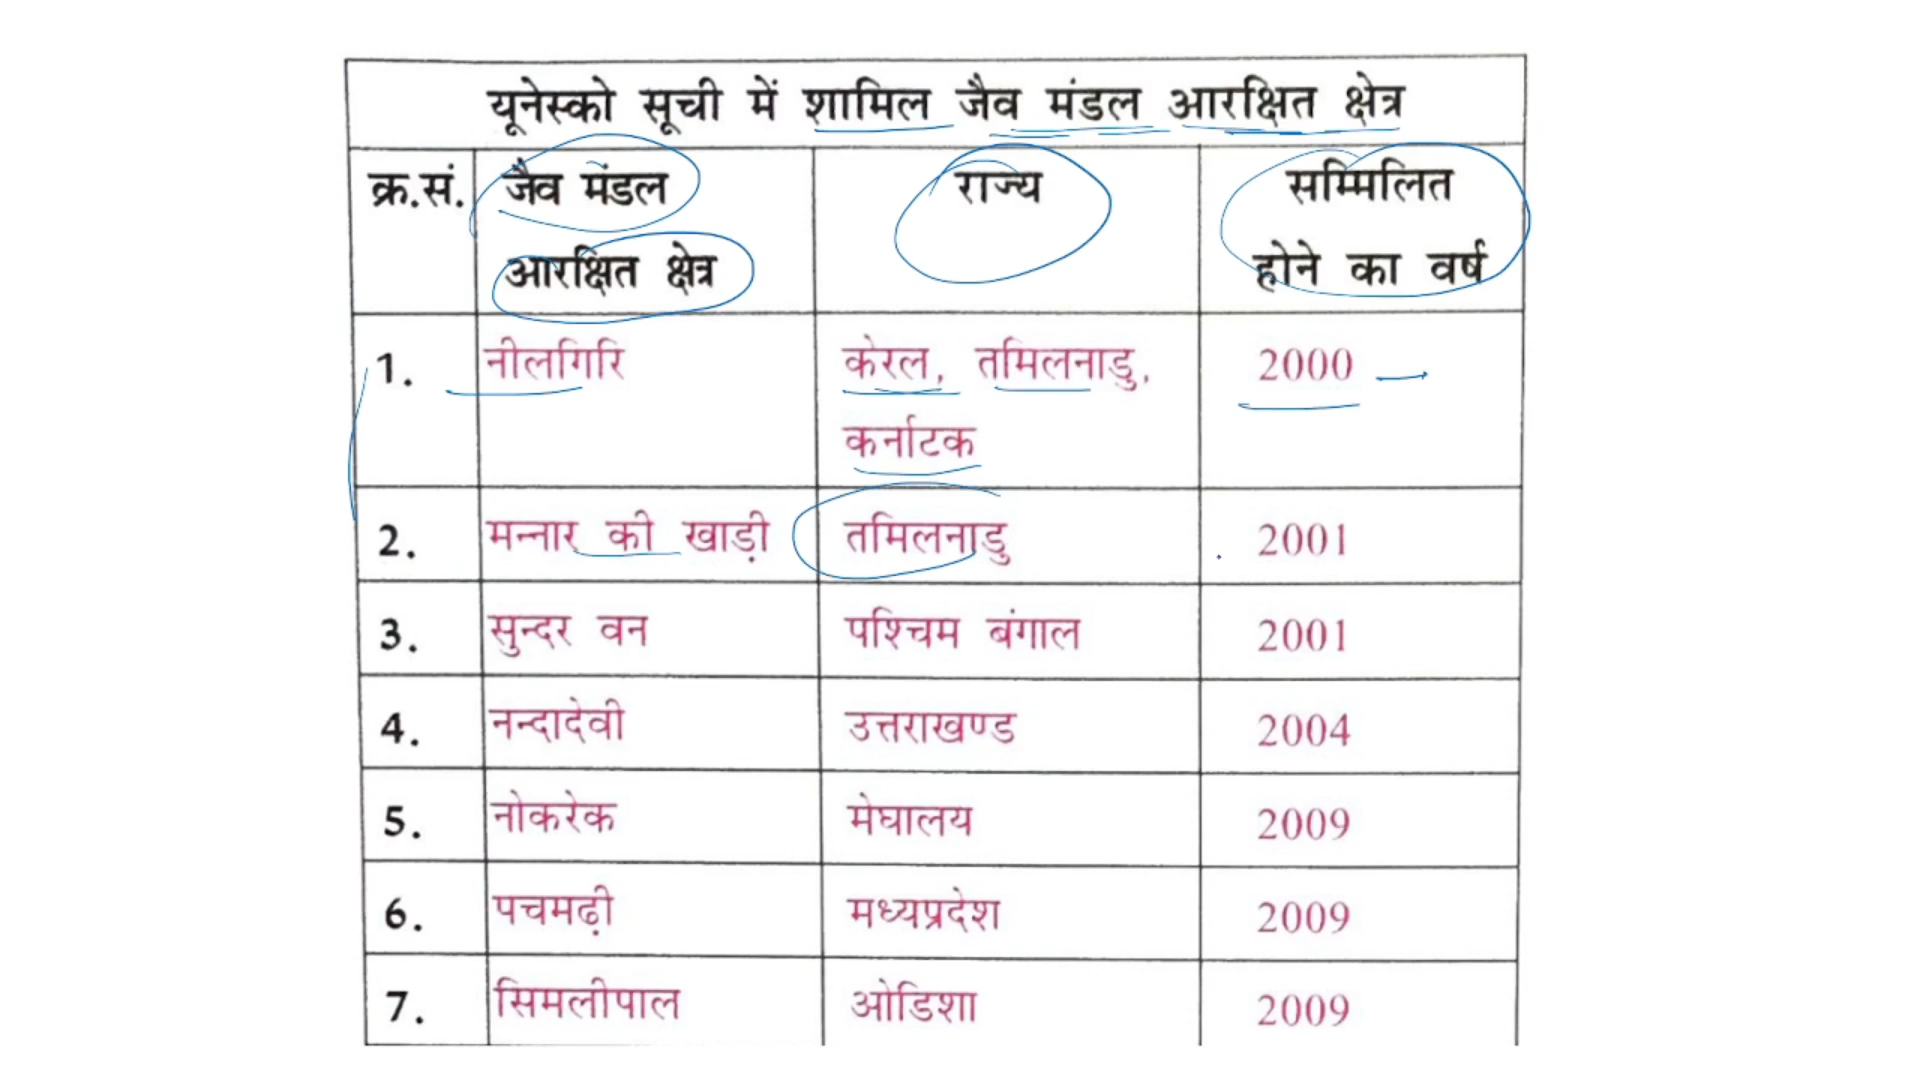 यूनेस्को सूची में शामिल जैव मंडल आरक्षित क्षेत्र
क्र.सं. जैव मंडल आरक्षित क्षेत्र राज्य सम्मिलित होने का वर्ष
1. नीलगिरि केरल, तमिलनाडु, कर्नाटक 2000
2. मन्नार की खाड़ी तमिलनाडु 2001
3. सुन्दर वन पश्चिम बंगाल 2001
4. नन्दादेवी उत्तराखण्ड 2004
5. नोकरेक मेघालय 2009
6. पचमढ़ी मध्यप्रदेश 2009
7. सिमलीपाल ओडिशा 2009